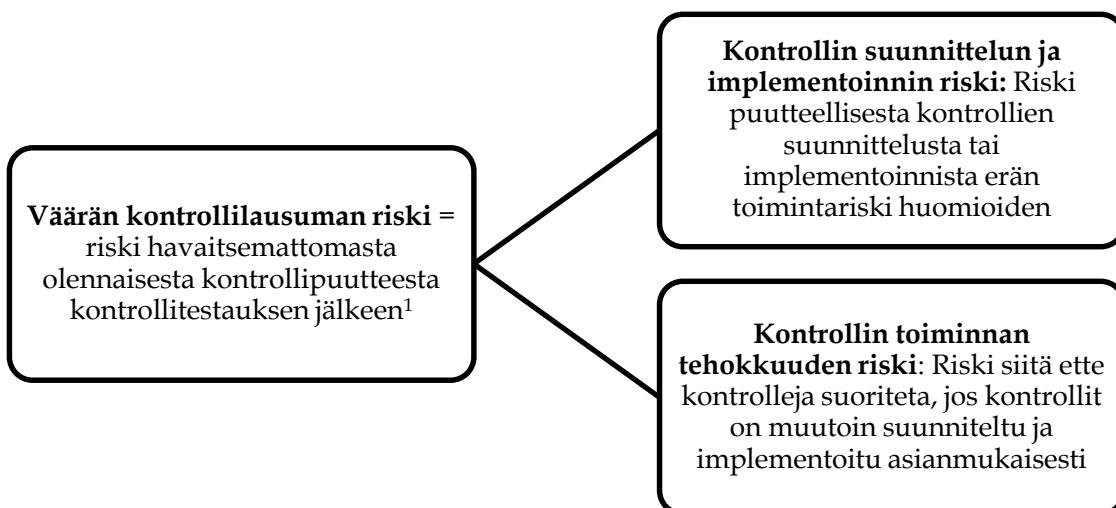 Väärän kontrollilausuman riski =
riski havaitsemattomasta
olennaisesta kontrollipuutteesta
kontrollitestauksen jälkeen¹
Kontrollin suunnittelun ja
implementoinnin riski: Riski
puutteellisesta kontrollien
suunnittelusta tai
implementoinnista erän
toimintariski huomioiden
Kontrollin toiminnan
tehokkuuden riski: Riski siitä ette
kontrolleja suoriteta, jos kontrollit
on muutoin suunniteltu ja
implementoitu asianmukaisesti